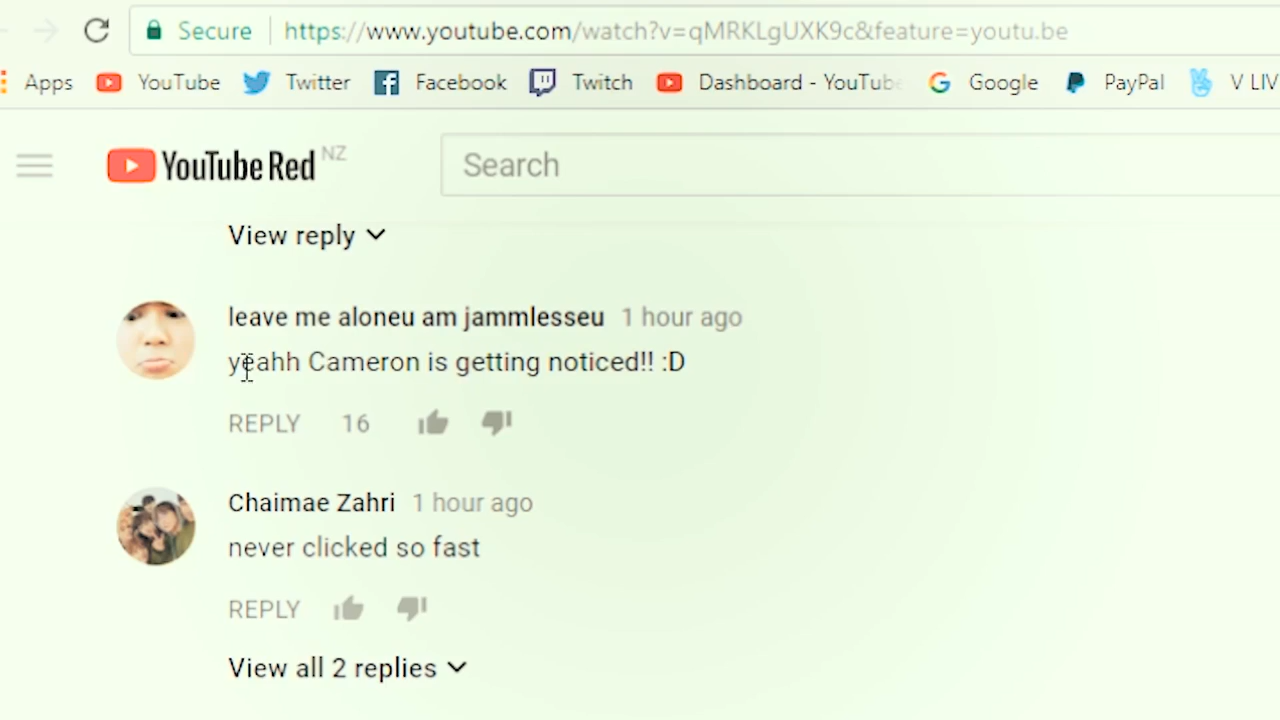 Secure https://www.youtube.com/watch?v=qMRKLgUXK9c&feature=youtu.be
Apps YouTube Twitter Facebook Twitch Dashboard - YouTube Google PayPal V LIV
YouTube Red NZ Search
View reply
leave me aloneu am jammlesseu 1 hour ago
yeahh Cameron is getting noticed!! :D
REPLY 16
Chaimae Zahri 1 hour ago
never clicked so fast
REPLY
View all 2 replies